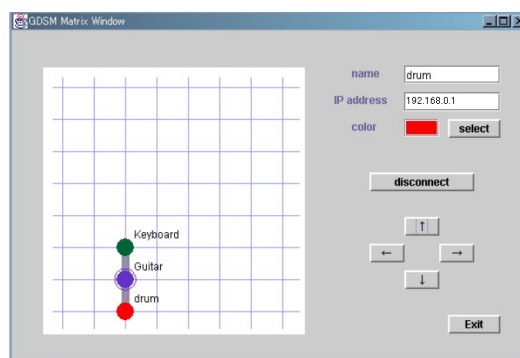 GDSM Matrix Window
name drum
IP address 192.168.0.1
color select
disconnect
Keyboard
↑
← →
Guitar
↓
drum
Exit